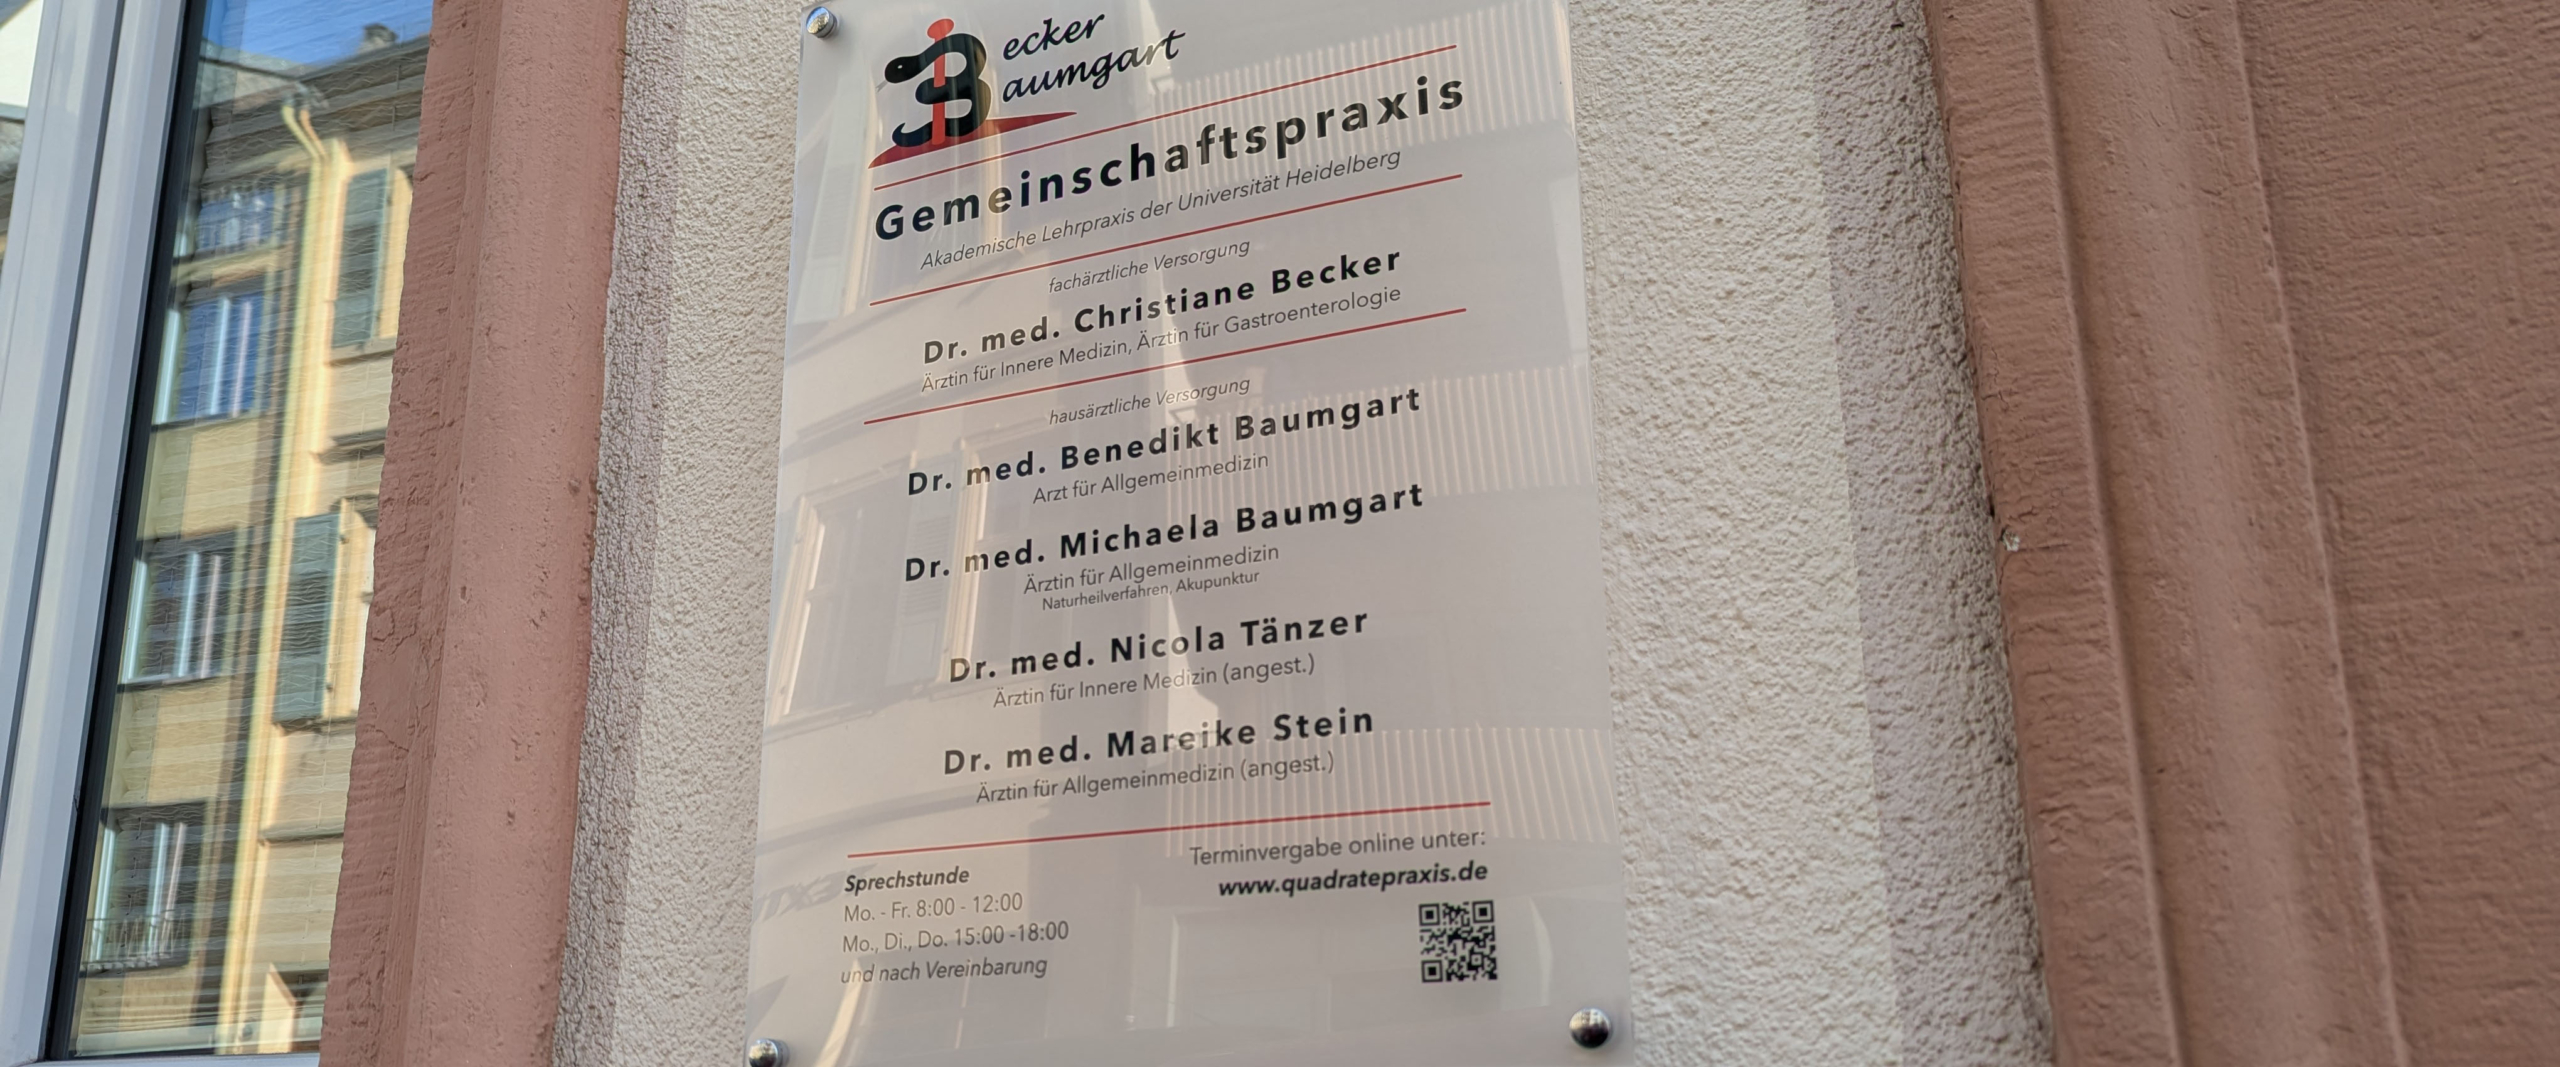 Becker
Baumgart
Gemeinschaftspraxis
Akademische Lehrpraxis der Universität Heidelberg
fachärztliche Versorgung
Dr. med. Christiane Becker
Ärztin für Innere Medizin, Ärztin für Gastroenterologie
hausärztliche Versorgung
Dr. med. Benedikt Baumgart
Arzt für Allgemeinmedizin
Dr. med. Michaela Baumgart
Ärztin für Allgemeinmedizin
Naturheilverfahren, Akupunktur
Dr. med. Nicola Tänzer
Ärztin für Innere Medizin (angest.)
Dr. med. Mareike Stein
Ärztin für Allgemeinmedizin (angest.)
Sprechstunde
Mo. - Fr. 8:00 - 12:00
Mo., Di., Do. 15:00 -18:00
und nach Vereinbarung
Terminvergabe online unter:
www.quadratepraxis.de